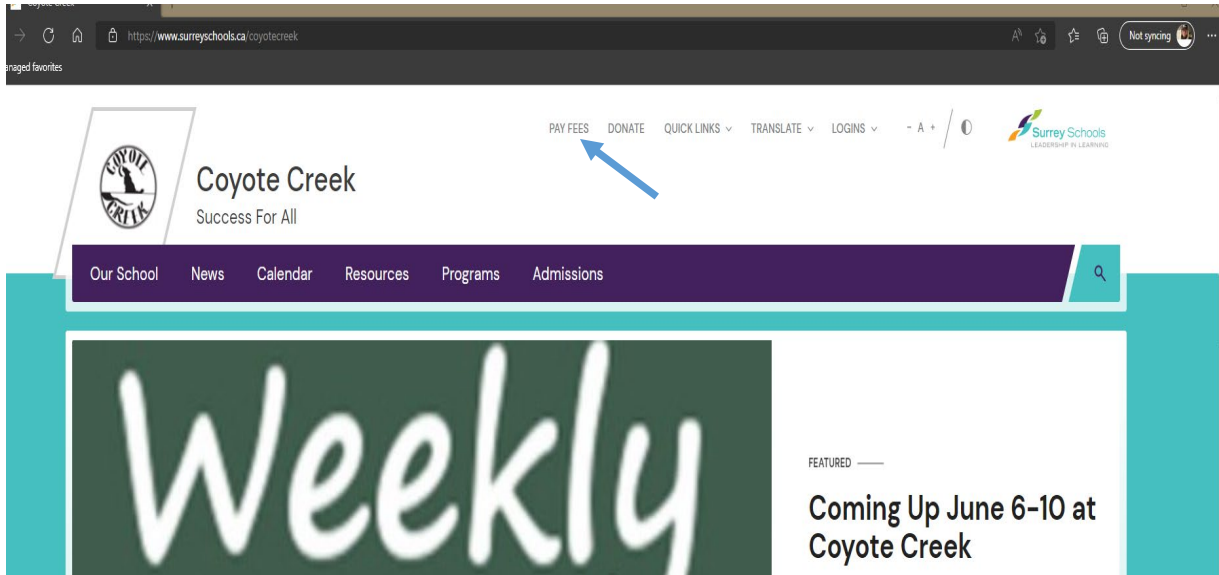 Coyote Creek
https://www.surreyschools.ca/coyotecreek
Not syncing
anaged favorites
PAY FEES DONATE QUICK LINKS TRANSLATE LOGINS - A +
Surrey Schools
LEADERSHIP IN LEARNING
COYOTE
CREEK
Coyote Creek
Success For All
Our School News Calendar Resources Programs Admissions
Weekly
FEATURED
Coming Up June 6-10 at
Coyote Creek